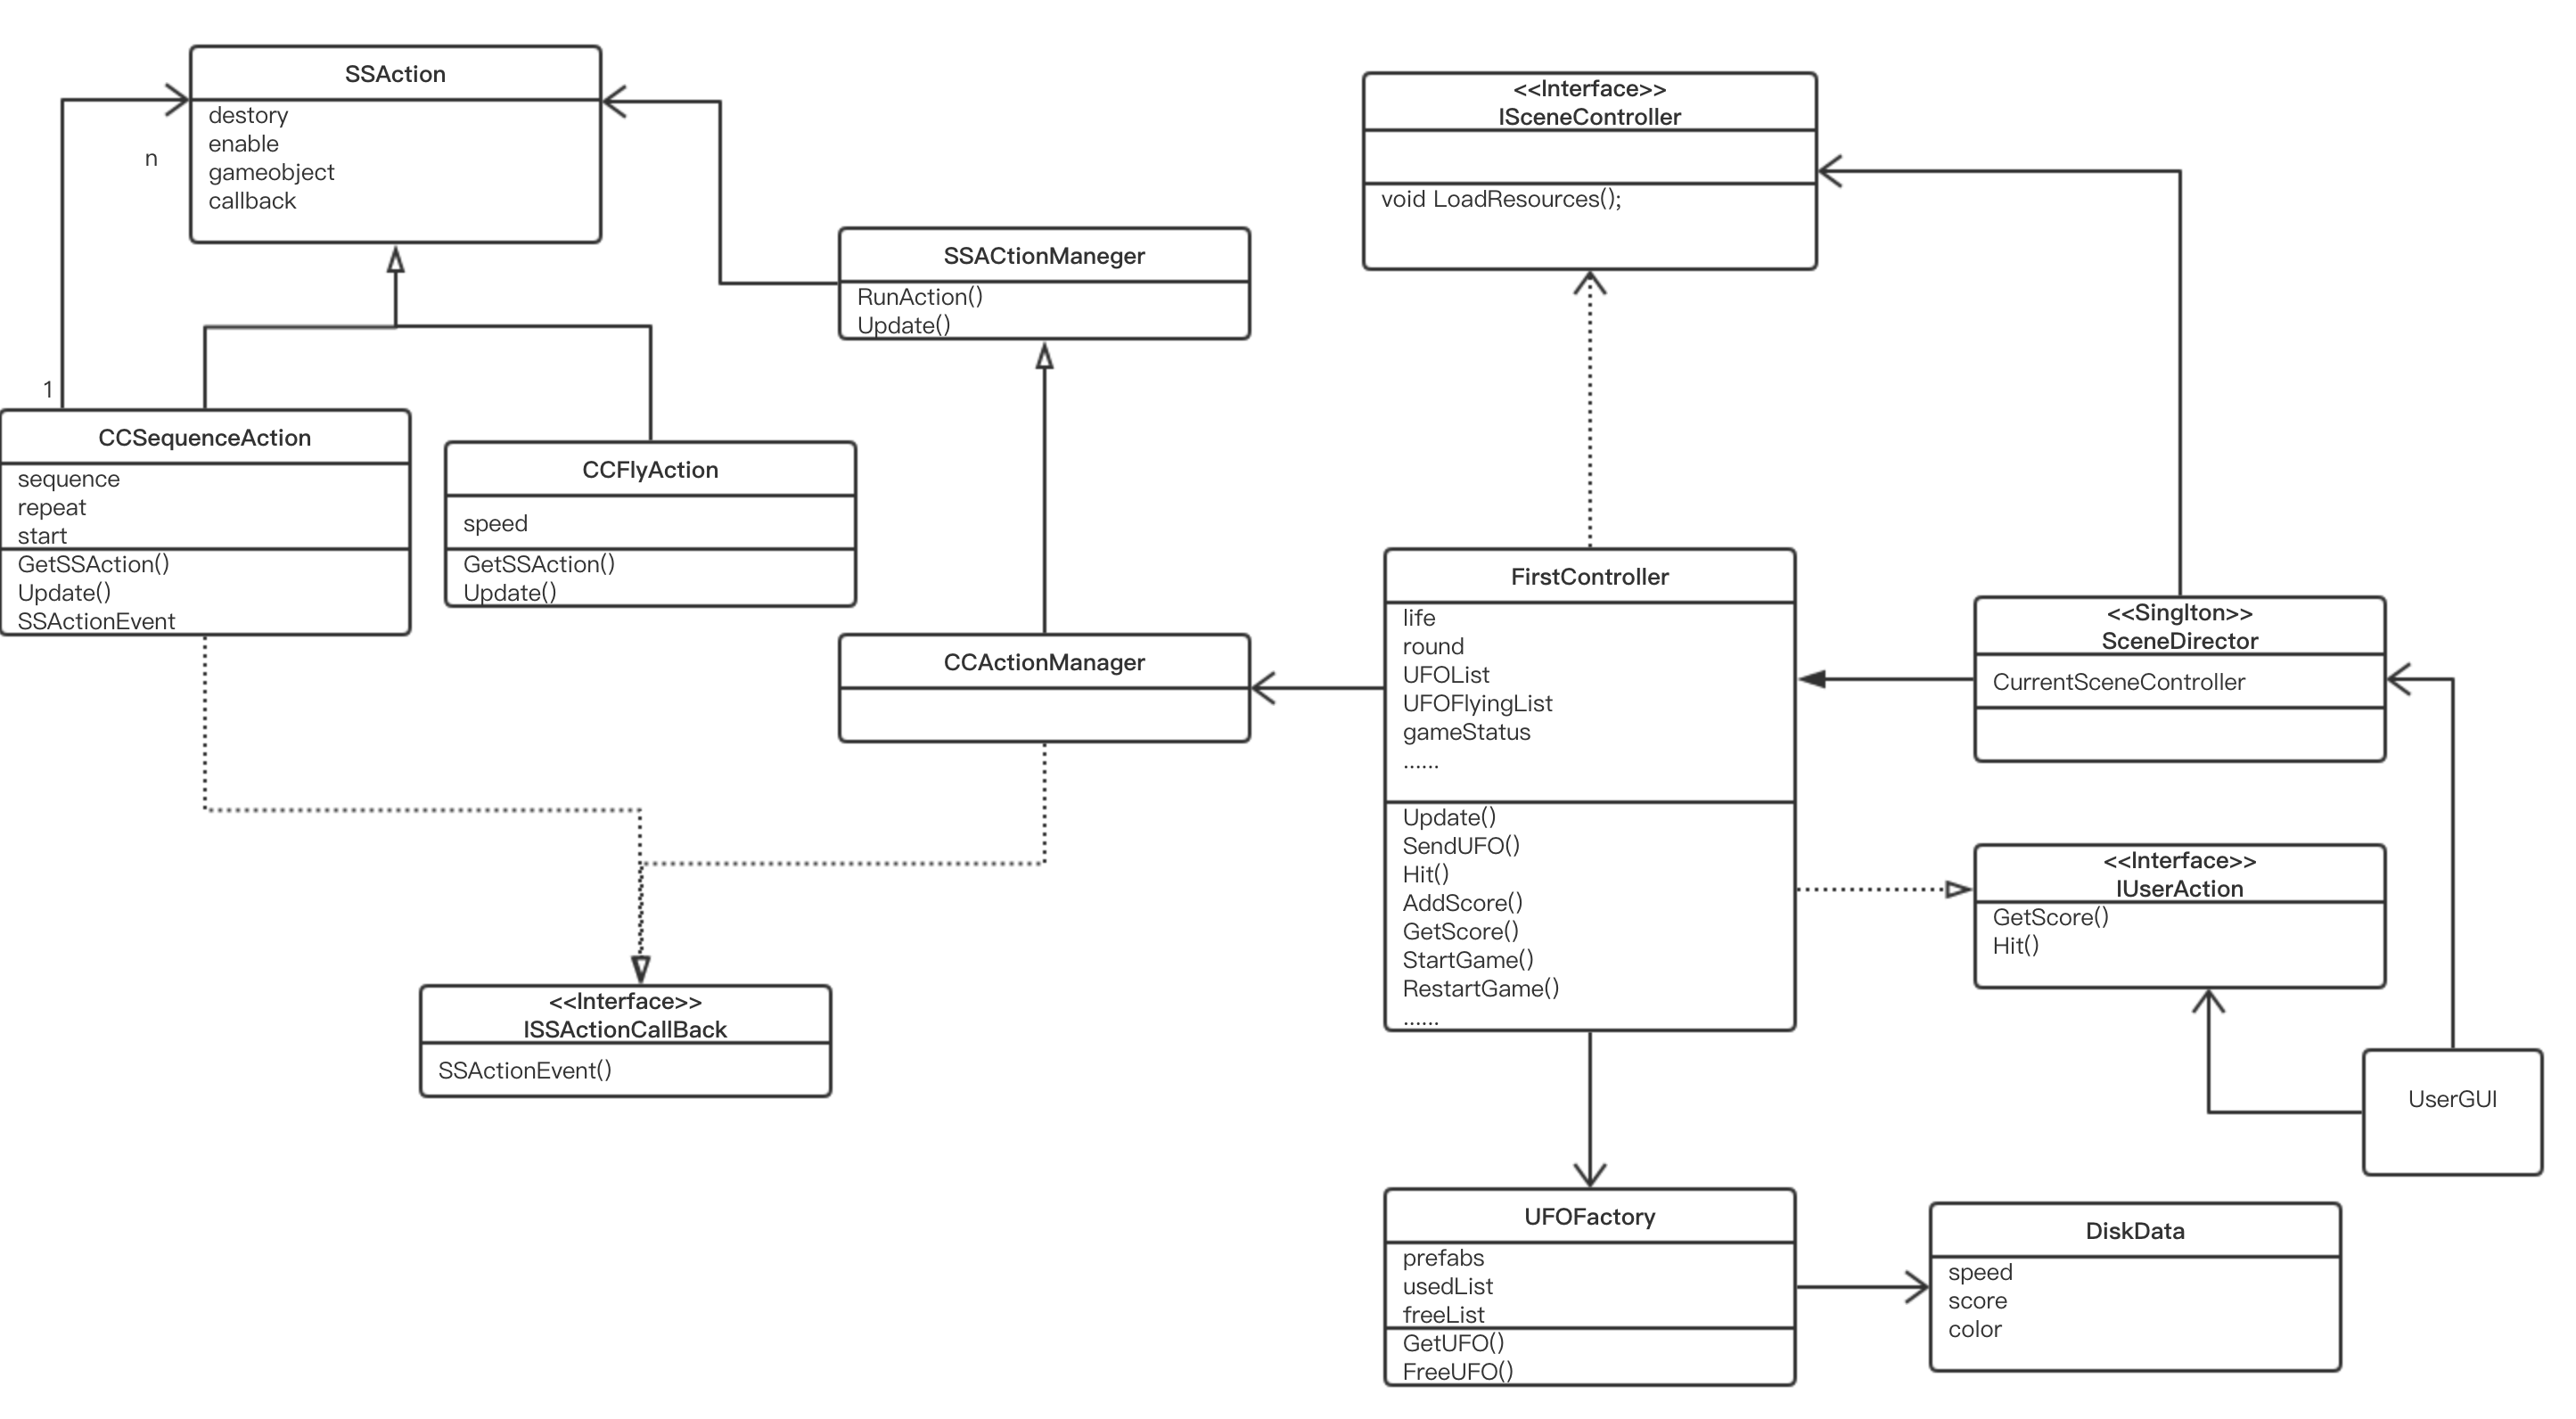 SSAction
destory
enable
gameobject
callback
n
1
<<Interface>>
ISceneController
void LoadResources();
SSACtionManeger
RunAction()
Update()
CCSequenceAction
sequence
repeat
start
GetSSAction()
Update()
SSActionEvent
CCFlyAction
speed
GetSSAction()
Update()
CCActionManager
FirstController
life
round
UFOList
UFOFlyingList
gameStatus
......
Update()
SendUFO()
Hit()
AddScore()
GetScore()
StartGame()
RestartGame()
......
<<Singlton>>
SceneDirector
CurrentSceneController
<<Interface>>
IUserAction
GetScore()
Hit()
<<Interface>>
ISSActionCallBack
SSActionEvent()
UserGUI
UFOFactory
prefabs
usedList
freeList
GetUFO()
FreeUFO()
DiskData
speed
score
color